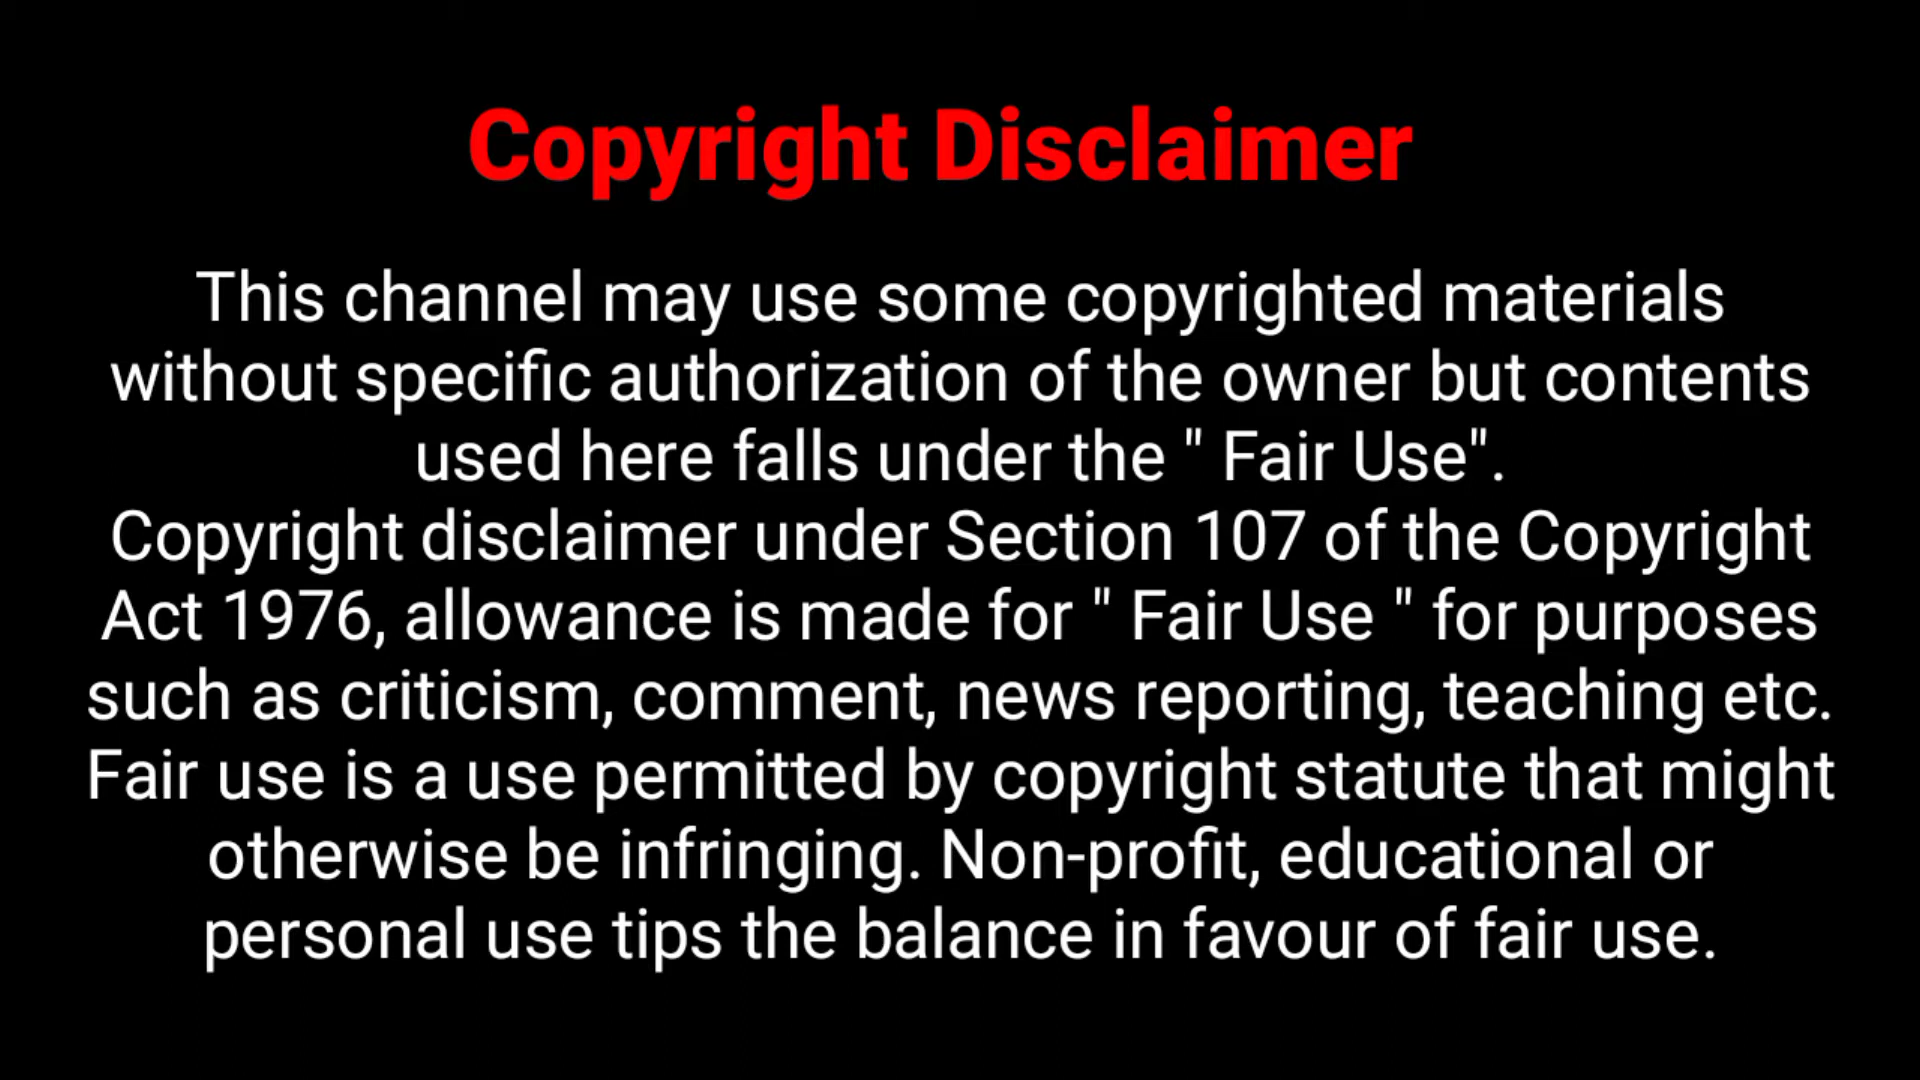 Copyright Disclaimer
This channel may use some copyrighted materials
without specific authorization of the owner but contents
used here falls under the " Fair Use".
Copyright disclaimer under Section 107 of the Copyright
Act 1976, allowance is made for " Fair Use " for purposes
such as criticism, comment, news reporting, teaching etc.
Fair use is a use permitted by copyright statute that might
otherwise be infringing. Non-profit, educational or
personal use tips the balance in favour of fair use.